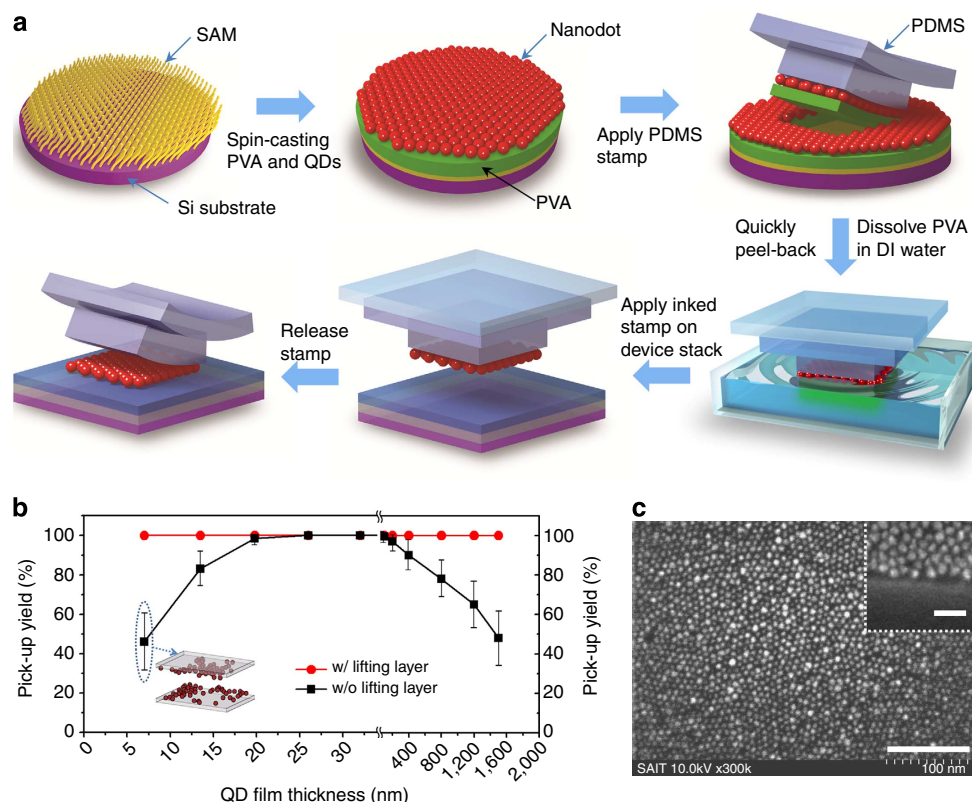 a
SAM
Nanodot
PDMS
Spin-casting
PVA and QDs
Apply PDMS
stamp
Si substrate
PVA
Quickly
peel-back
Dissolve PVA
in DI water
Release
stamp
Apply inked
stamp on
device stack
b
Pick-up yield (%)
100
80
60
40
20
0
w/ lifting layer
w/o lifting layer
100
80
60
40
20
0
Pick-up yield (%)
0 5 10 15 20 25 30 400 800 1,200 1,600 2,000
QD film thickness (nm)
c
SAIT 10.0kV x300k
100 nm